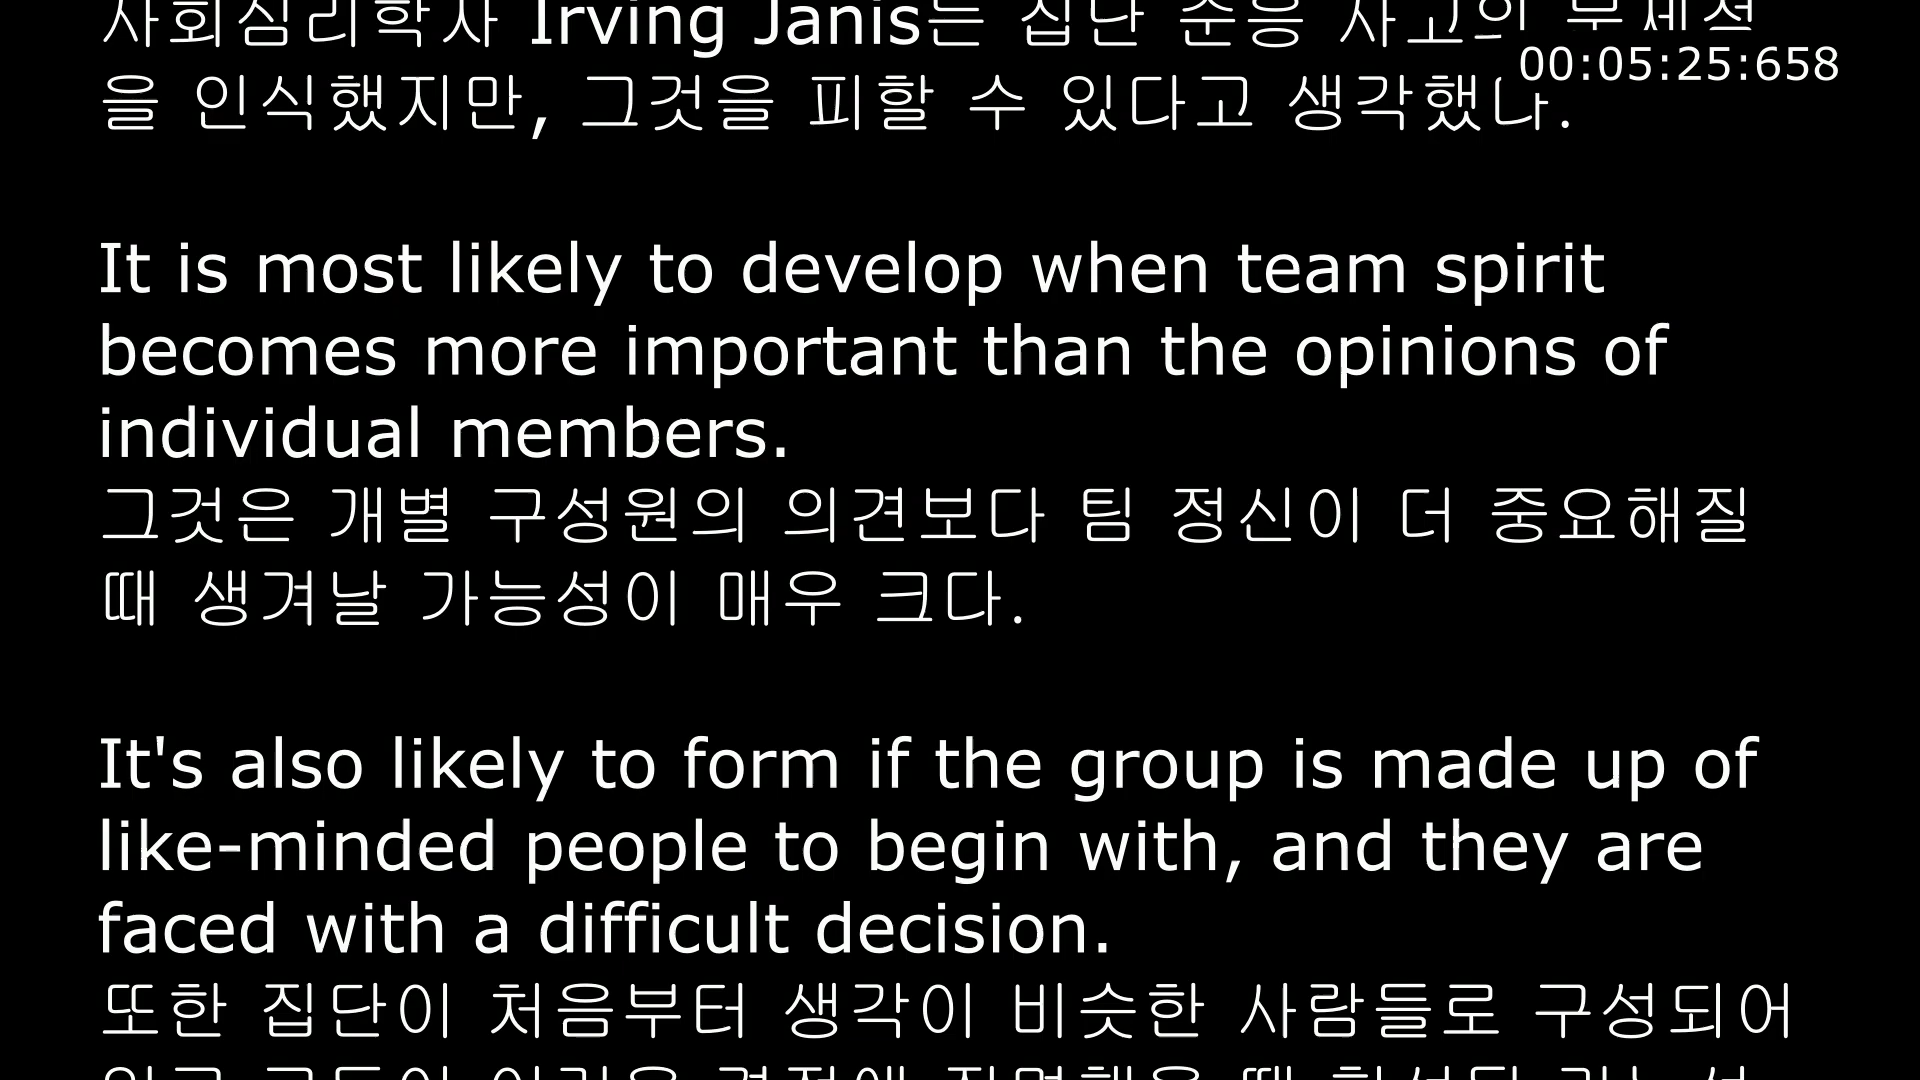 사회심리학자 Irving Janis는 집단 순응 사고의
00:05:25:658
을 인식했지만, 그것을 피할 수 있다고 생각했다.
It is most likely to develop when team spirit
becomes more important than the opinions of
individual members.
그것은 개별 구성원의 의견보다 팀 정신이 더 중요해질
때 생겨날 가능성이 매우 크다.
It's also likely to form if the group is made up of
like-minded people to begin with, and they are
faced with a difficult decision.
또한 집단이 처음부터 생각이 비슷한 사람들로 구성되어